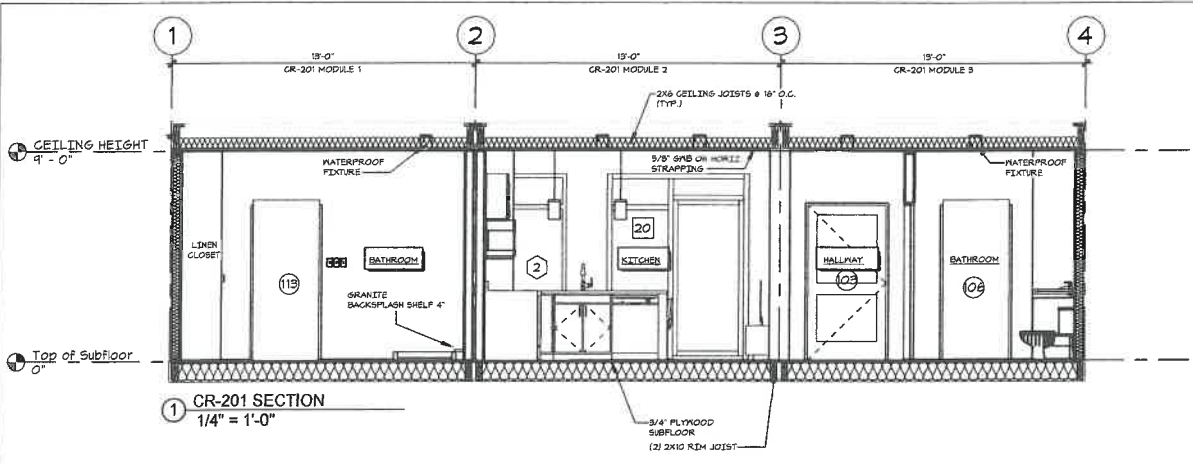 1
2
3
4
13'-0"
13'-0"
13'-0"
CR-201 MODULE 1
CR-201 MODULE 2
CR-201 MODULE 3
2X6 CEILING JOISTS @ 16" O.C.
(TYP.)
CEILING HEIGHT
9' - 0"
WATERPROOF
FIXTURE
5/8" GWB ON HORIZ.
STRAPPING
WATERPROOF
FIXTURE
LINEN
CLOSET
113
BATHROOM
GRANITE
BACKSPLASH SHELF 4"
2
20
KITCHEN
HALLWAY
103
BATHROOM
106
Top of Subfloor
0"
1
CR-201 SECTION
1/4" = 1'-0"
3/4" PLYWOOD
SUBFLOOR
(2) 2X10 RIM JOIST